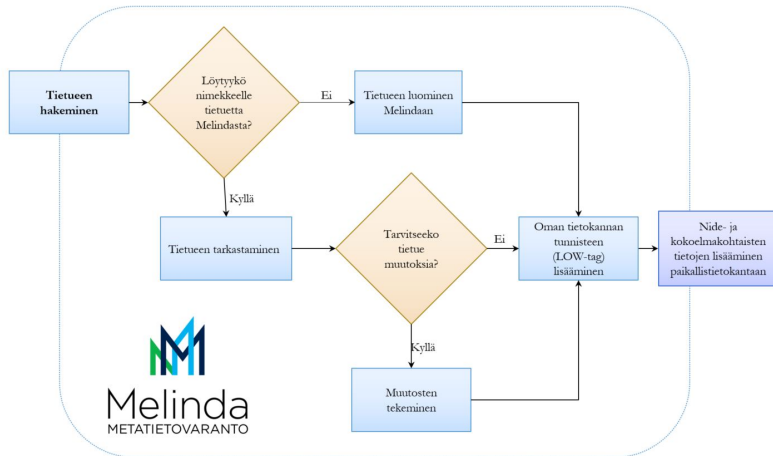 Tietueen
hakeminen
Löytyykö
nimekkeelle
tietuetta
Melindasta?
Ei
Tietueen luominen
Melindaan
Kyllä
Tietueen tarkastaminen
Tarvitseeko
tietue
muutoksia?
Ei
Oman tietokannan
tunnisteen
(LOW-tag)
lisääminen
Nide- ja
kokoelmakohtaisten
tietojen lisääminen
paikallistietokantaan
Kyllä
Muutosten
tekeminen
Melinda
METATIETOVARANTO